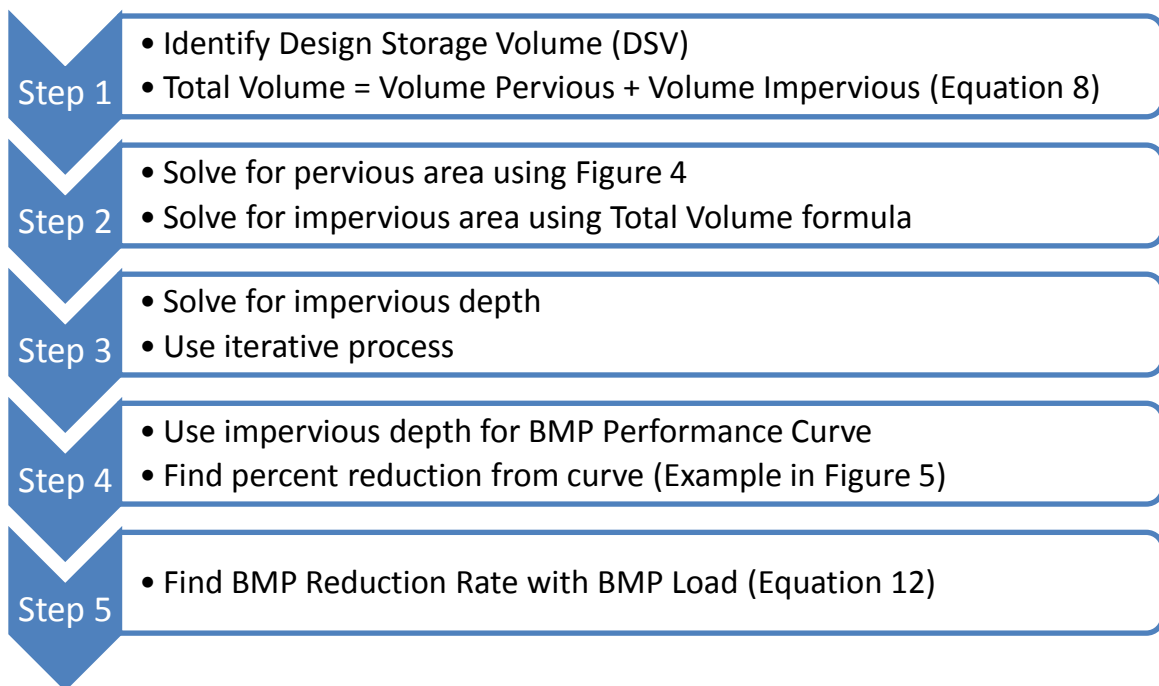 Step 1
• Identify Design Storage Volume (DSV)
• Total Volume = Volume Pervious + Volume Impervious (Equation 8)
Step 2
• Solve for pervious area using Figure 4
• Solve for impervious area using Total Volume formula
Step 3
• Solve for impervious depth
• Use iterative process
Step 4
• Use impervious depth for BMP Performance Curve
• Find percent reduction from curve (Example in Figure 5)
Step 5
• Find BMP Reduction Rate with BMP Load (Equation 12)